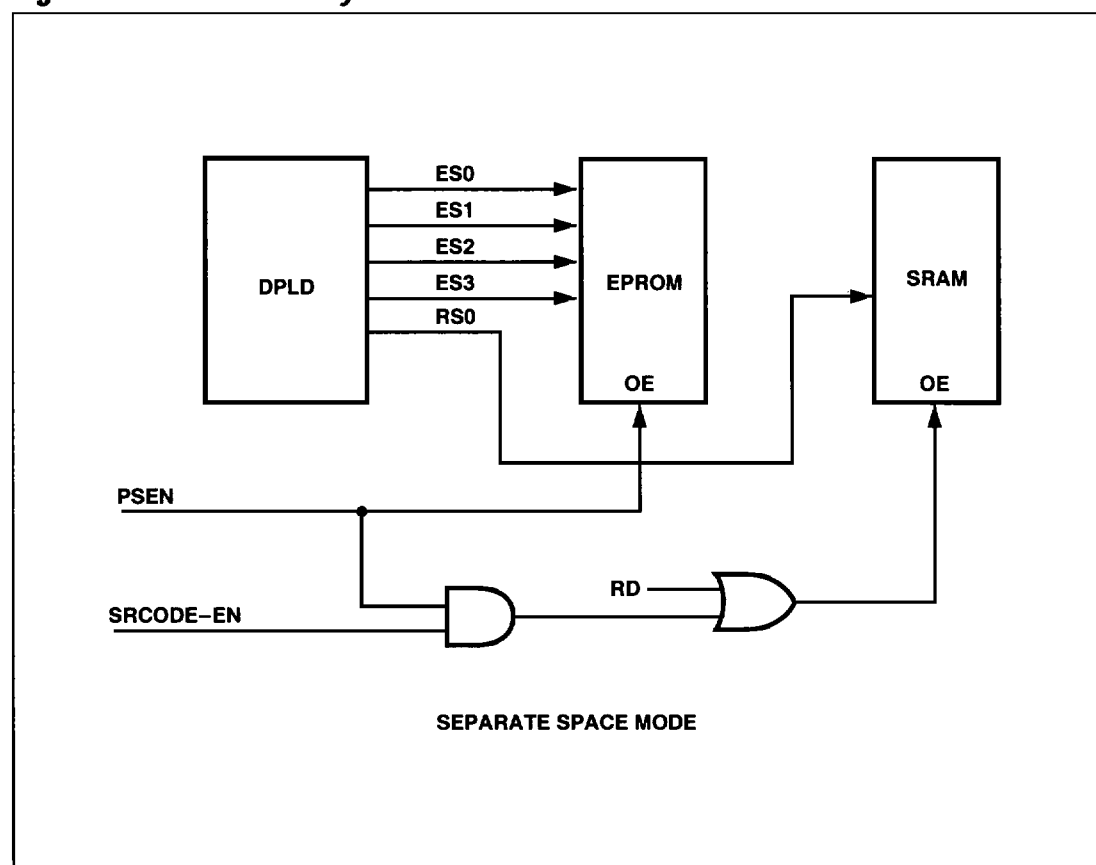 ES0
ES1
ES2
ES3
RS0
DPLD
EPROM
OE
SRAM
OE
PSEN
SRCODE–EN
RD
SEPARATE SPACE MODE